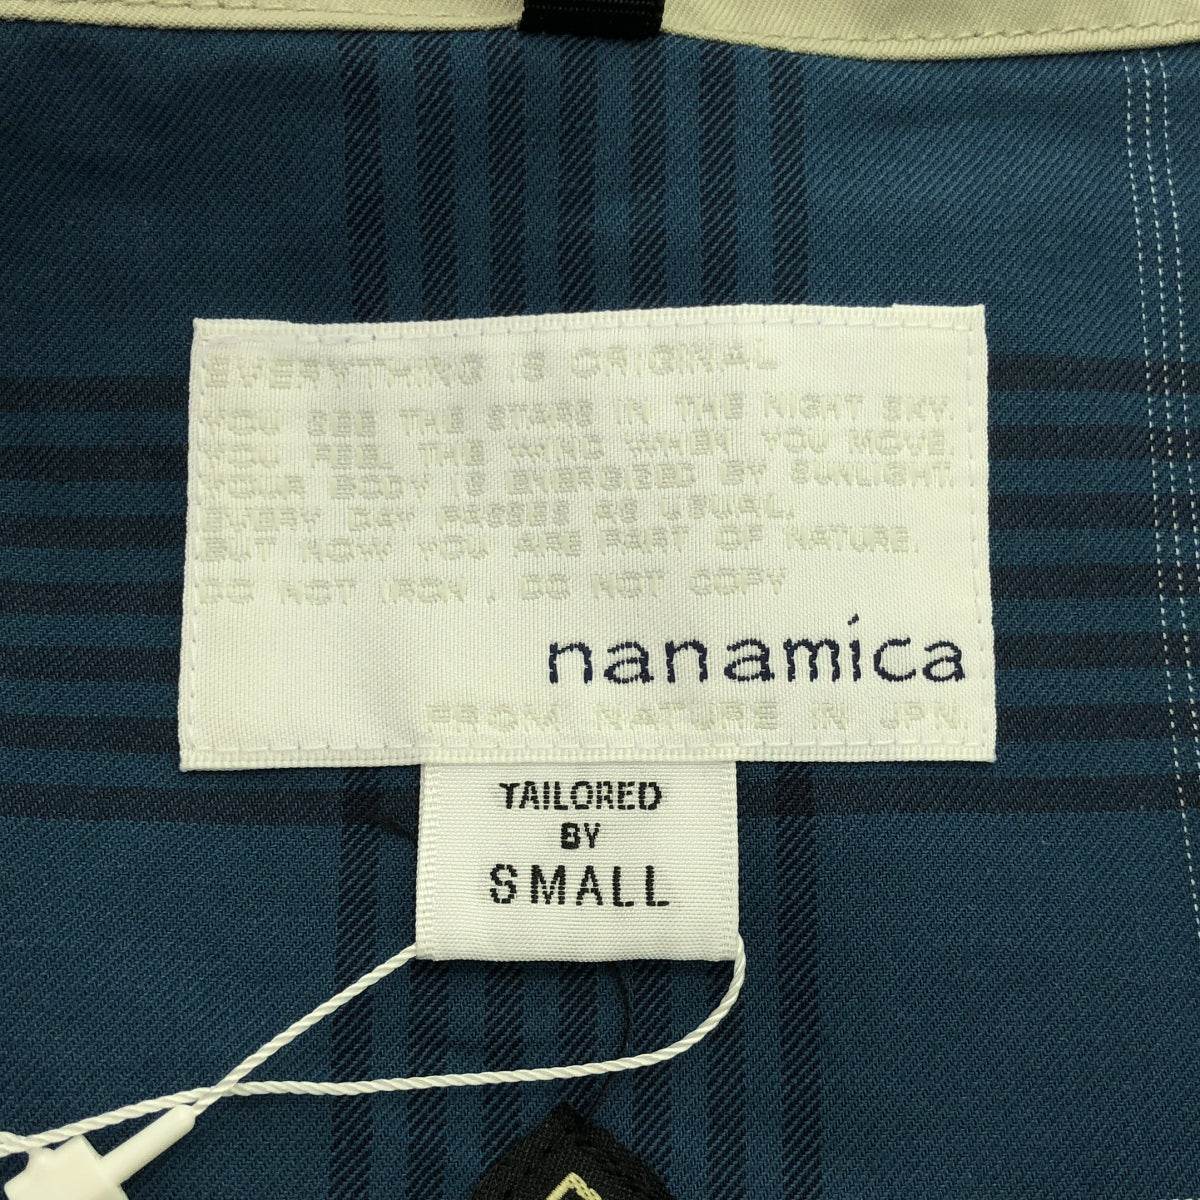 EVERYTHING IS ORIGINAL
YOU SEE THE STARS IN THE NIGHT SKY.
YOU FEEL THE WIND WHEN YOU MOVE
YOUR BODY IS ENERGIZED BY SUNLIGHT.
EVERY DAY PASSES AS USUAL.
BUT NOW YOU ARE PART OF NATURE.
DO NOT IRON. DO NOT COPY
nanamica
FROM NATURE IN JPN.
TAILORED
BY
SMALL